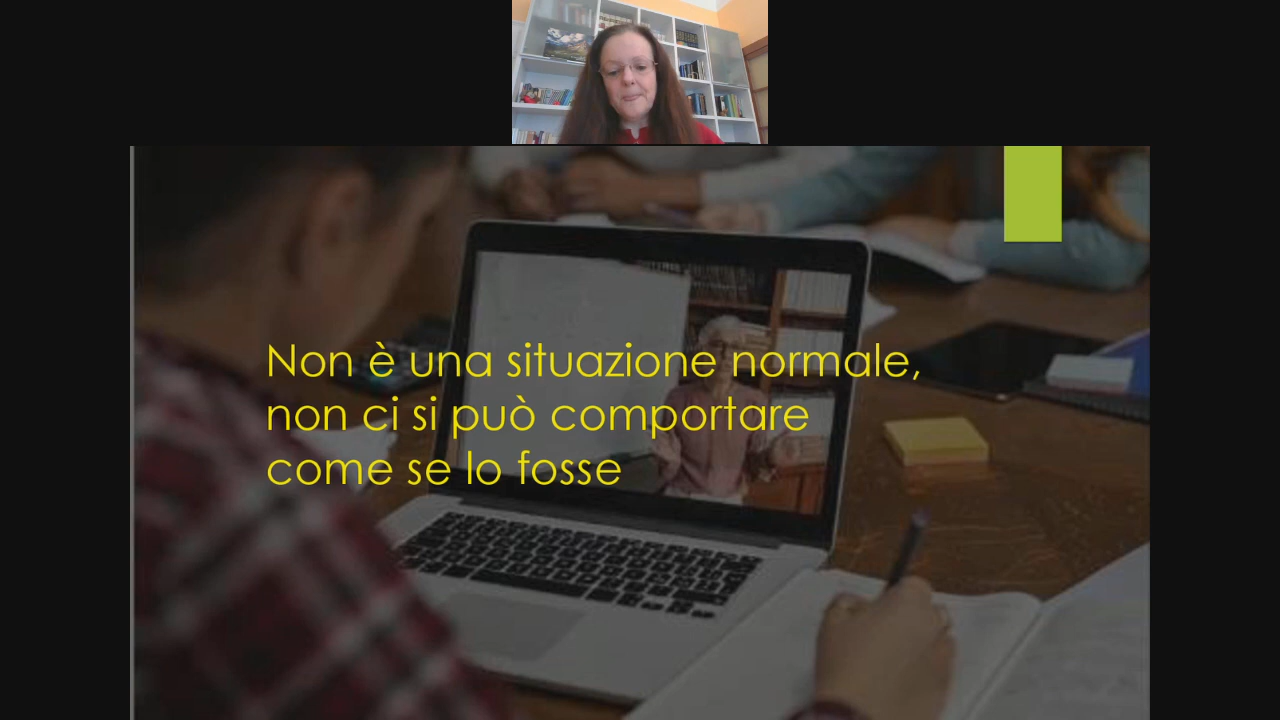 Non è una situazione normale,
non ci si può comportare
come se lo fosse